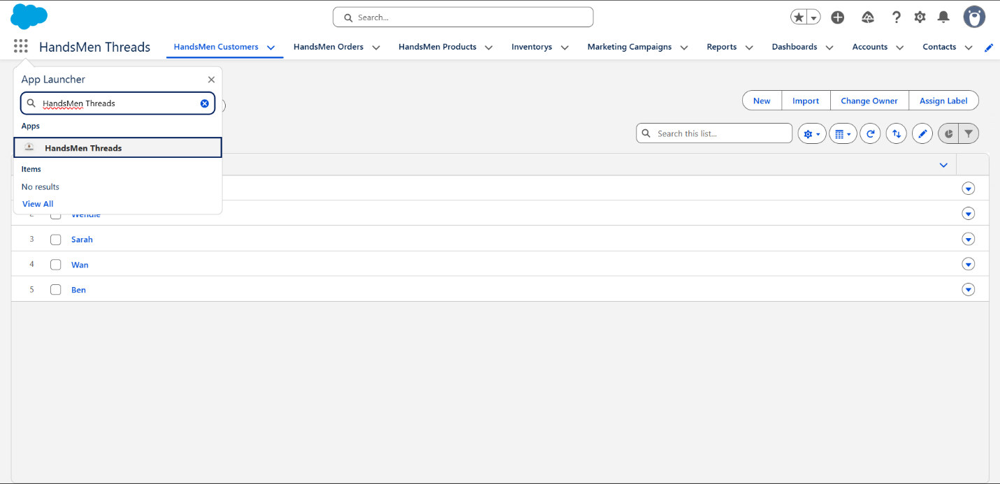 Search...
HandsMen Threads
HandsMen Customers
HandsMen Orders
HandsMen Products
Inventorys
Marketing Campaigns
Reports
Dashboards
Accounts
Contacts
App Launcher
HandsMen Threads
Apps
HandsMen Threads
Items
No results
View All
New
Import
Change Owner
Assign Label
Search this list...
2 Wendie
3 Sarah
4 Wan
5 Ben